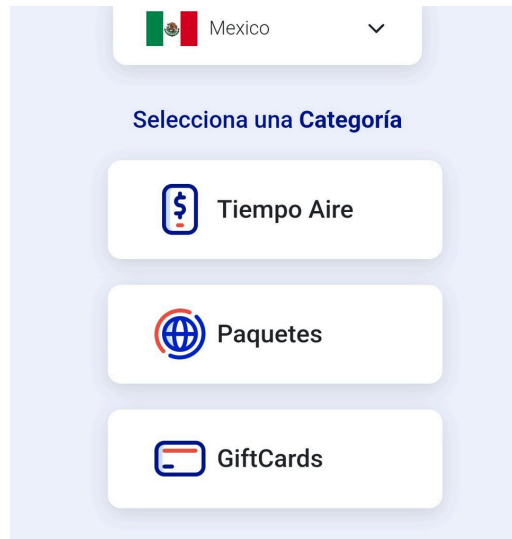 Mexico
Selecciona una Categoría
Tiempo Aire
Paquetes
GiftCards